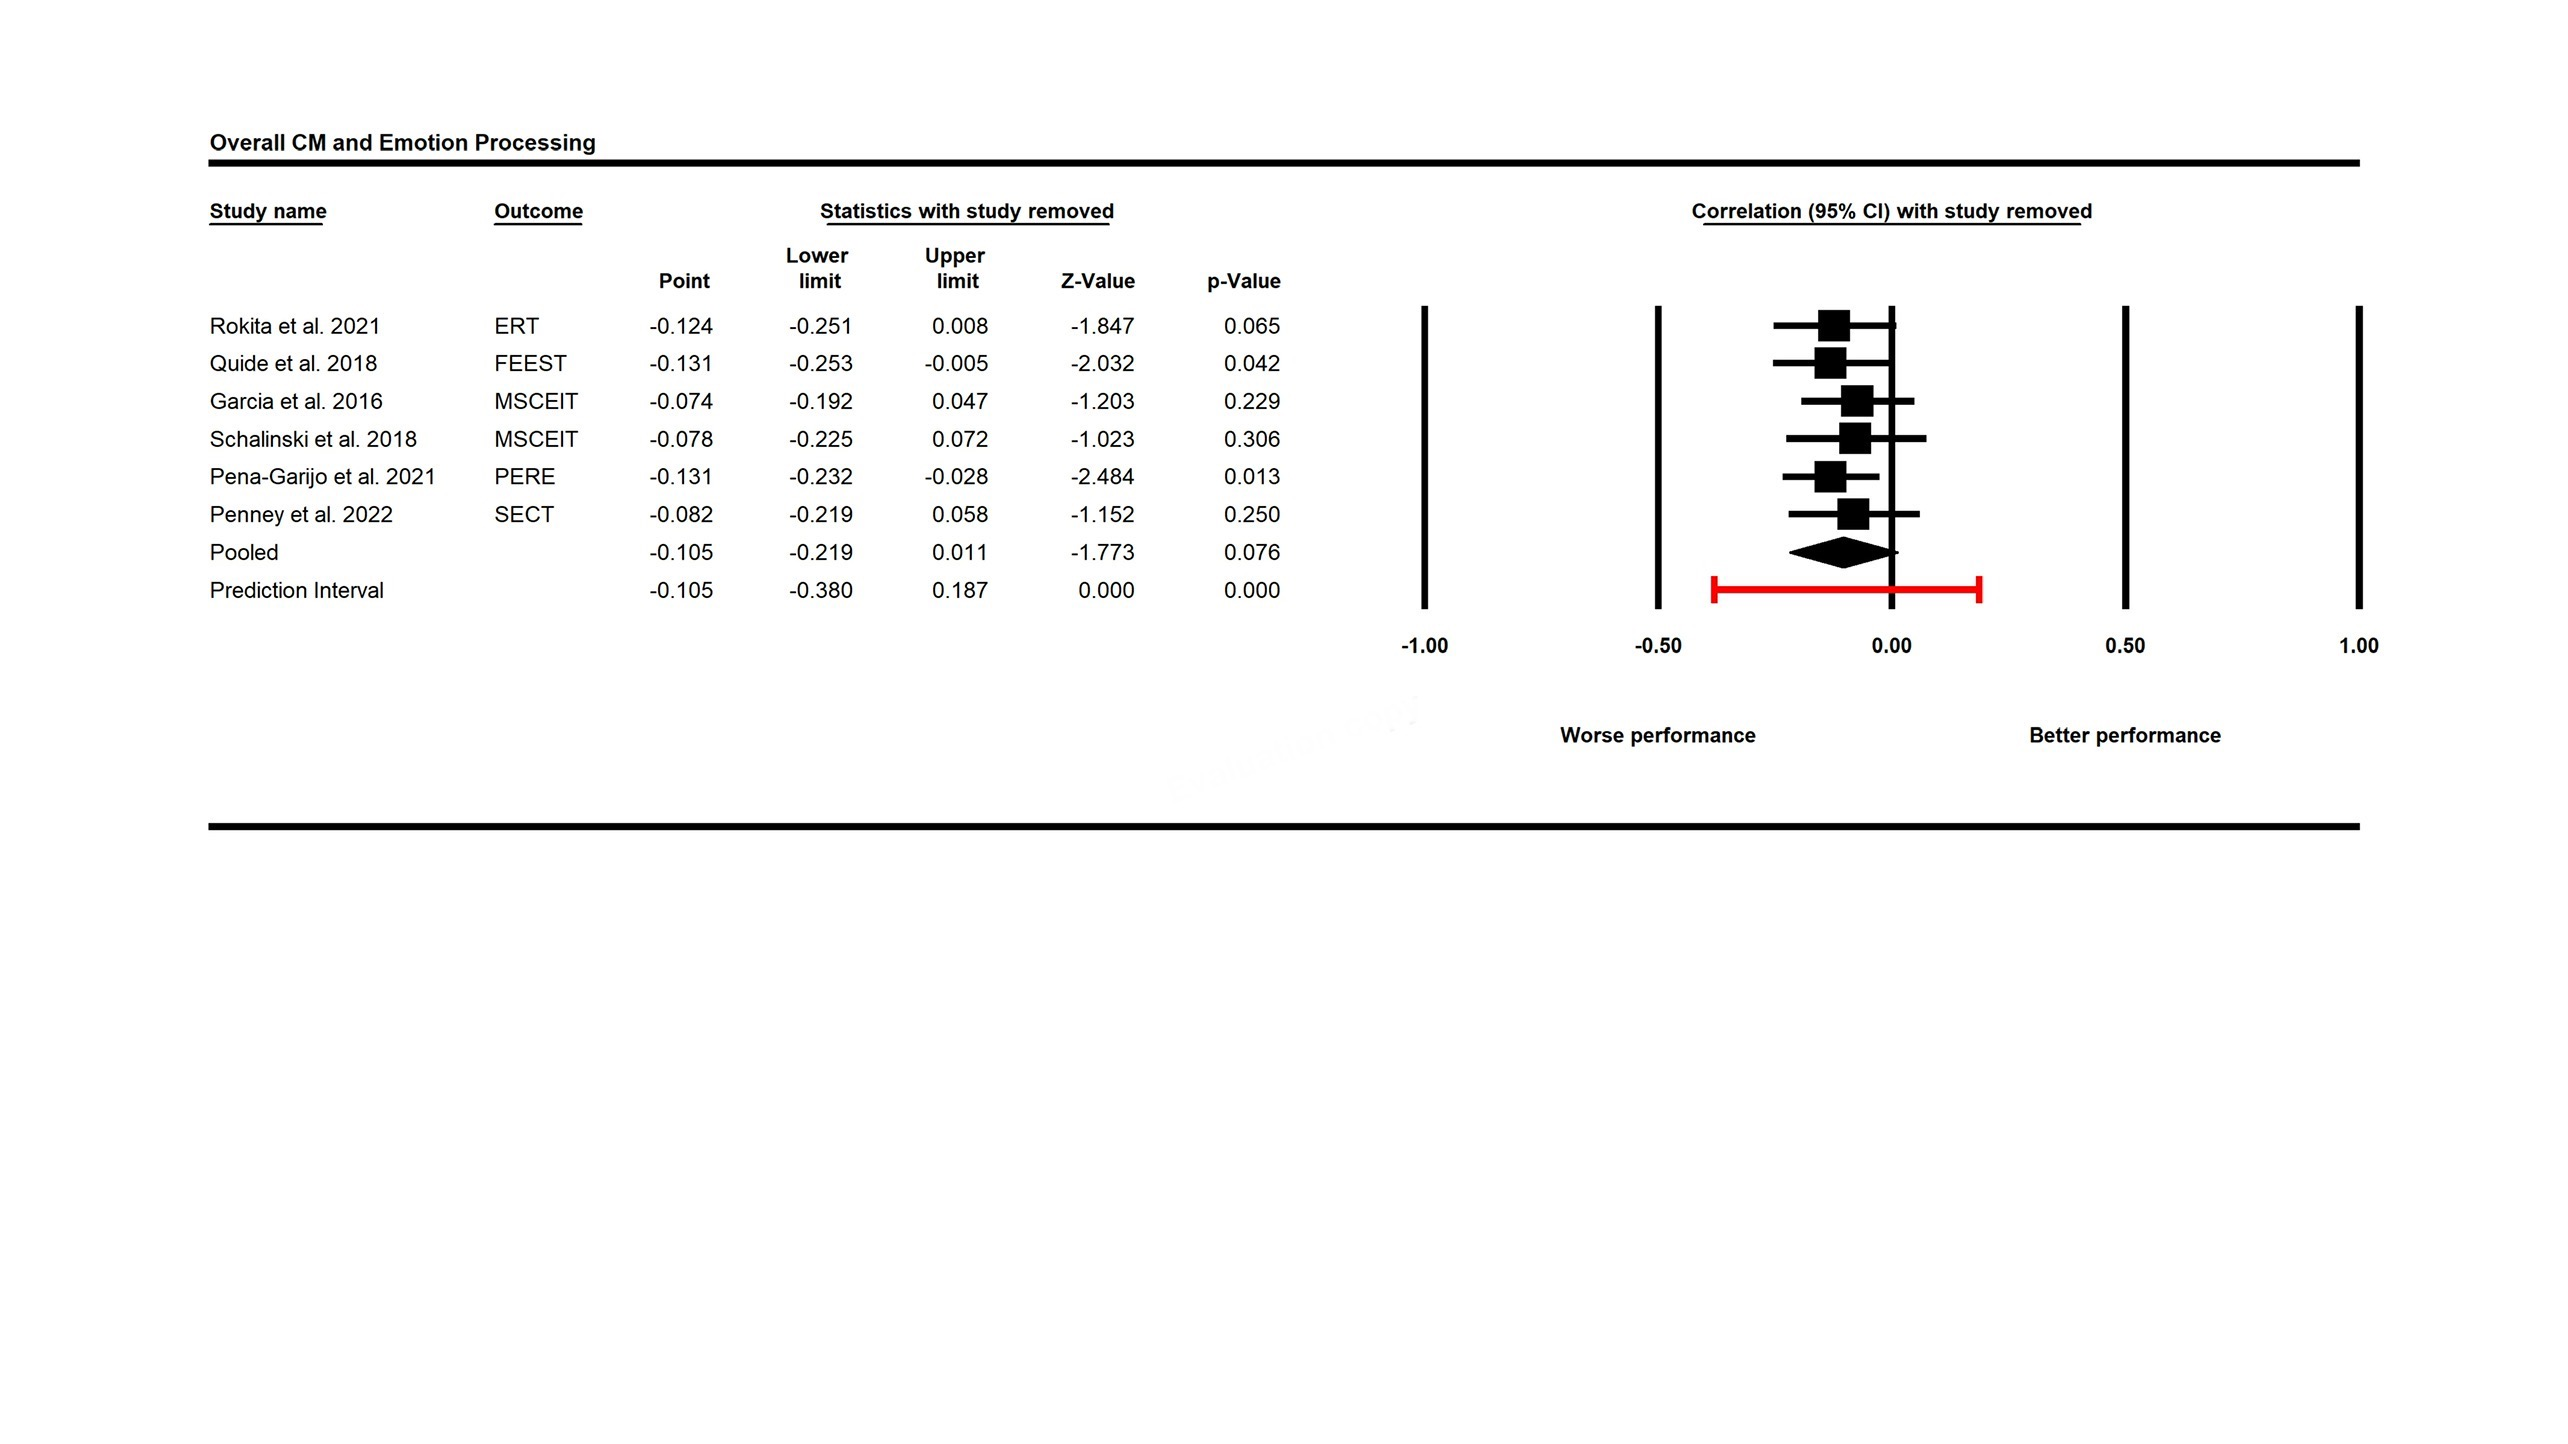 Overall CM and Emotion Processing
Study name Outcome Statistics with study removed Correlation (95% CI) with study removed
Lower Upper
Point limit limit Z-Value p-Value
Rokita et al. 2021 ERT -0.124 -0.251 0.008 -1.847 0.065
Quide et al. 2018 FEEST -0.131 -0.253 -0.005 -2.032 0.042
Garcia et al. 2016 MSCEIT -0.074 -0.192 0.047 -1.203 0.229
Schalinski et al. 2018 MSCEIT -0.078 -0.225 0.072 -1.023 0.306
Pena-Garijo et al. 2021 PERE -0.131 -0.232 -0.028 -2.484 0.013
Penney et al. 2022 SECT -0.082 -0.219 0.058 -1.152 0.250
Pooled -0.105 -0.219 0.011 -1.773 0.076
Prediction Interval -0.105 -0.380 0.187 0.000 0.000
-1.00 -0.50 0.00 0.50 1.00
Worse performance Better performance